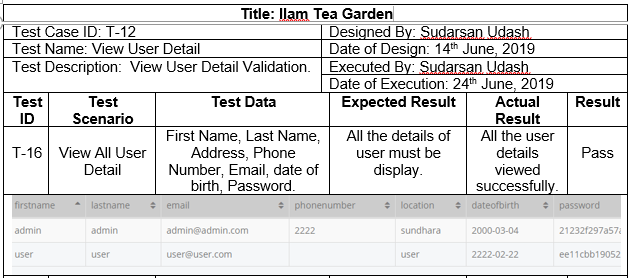 Title: Ilam Tea Garden
Test Case ID: T-12
Designed By: Sudarsan Udash
Test Name: View User Detail
Date of Design: 14th June, 2019
Test Description: View User Detail Validation.
Executed By: Sudarsan Udash
Date of Execution: 24th June, 2019
Test ID
Test Scenario
Test Data
Expected Result
Actual Result
Result
T-16
View All User
Detail
First Name, Last Name,
Address, Phone
Number, Email, date of
birth, Password.
All the details of
user must be
display.
All the user
details
viewed
successfully.
Pass
firstname lastname email phonenumber location dateofbirth password
admin admin admin@admin.com 2222 sundhara 2000-03-04 21232f297a57a
user user user@user.com user 2222-02-22 ee11cbb19052